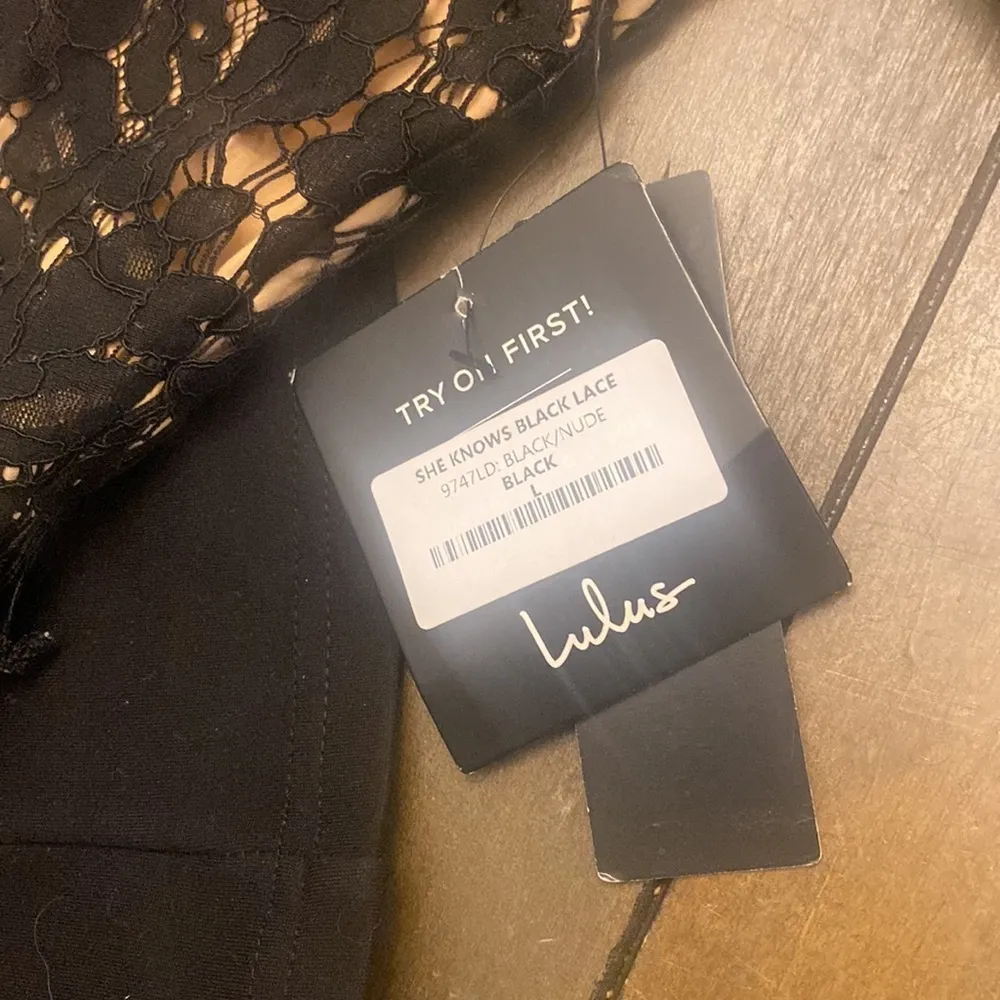 TRY ON FIRST!
SHE KNOWS BLACK LACE
9747LD: BLACK/NUDE
BLACK
L
Lulus